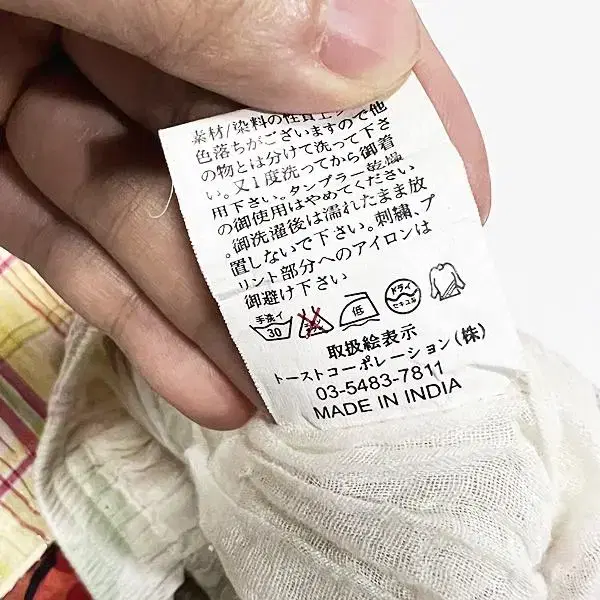 素材/染料の性質上少々
色落ちがございますので他
の物とは分けて洗って下さ
い。又1度洗ってから御着
用下さい。タンブラー乾燥
の御使用はやめてください
。御洗濯後は濡れたまま放
置しないで下さい。刺繍、プ
リント部分へのアイロンは
御避け下さい
手洗イ
30
低
ドライ
セキユ系
取扱絵表示
トーストコーポレーション(株)
03-5483-7811
MADE IN INDIA